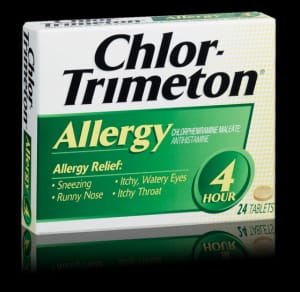 Chlor-
Trimeton®
Allergy
CHLORPHENIRAMINE MALEATE
ANTIHISTAMINE
Allergy Relief:
• Sneezing
• Runny Nose
• Itchy, Watery Eyes
• Itchy Throat
4
HOUR
24 TABLETS